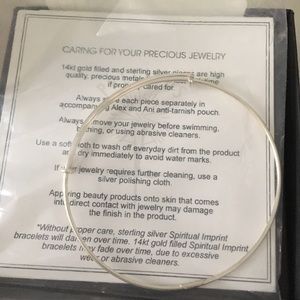 CARING FOR YOUR PRECIOUS JEWELRY
14kt gold filled and sterling silver pieces are high
quality, precious metals
if properly cared for
Always store each piece separately in
accompanying Alex and Ani anti-tarnish pouch.
Always remove your jewelry before swimming,
bathing, or using abrasive cleaners.
Use a soft cloth to wash off everyday dirt from the product
and dry immediately to avoid water marks.
If your jewelry requires further cleaning, use a
silver polishing cloth.
Applying beauty products onto skin that comes
into direct contact with jewelry may damage
the finish in the product.
*Without proper care, sterling silver Spiritual Imprint
bracelets will darken over time. 14kt gold filled Spiritual Imprint
bracelets may fade over time, due to excessive
wear or abrasive cleaners.